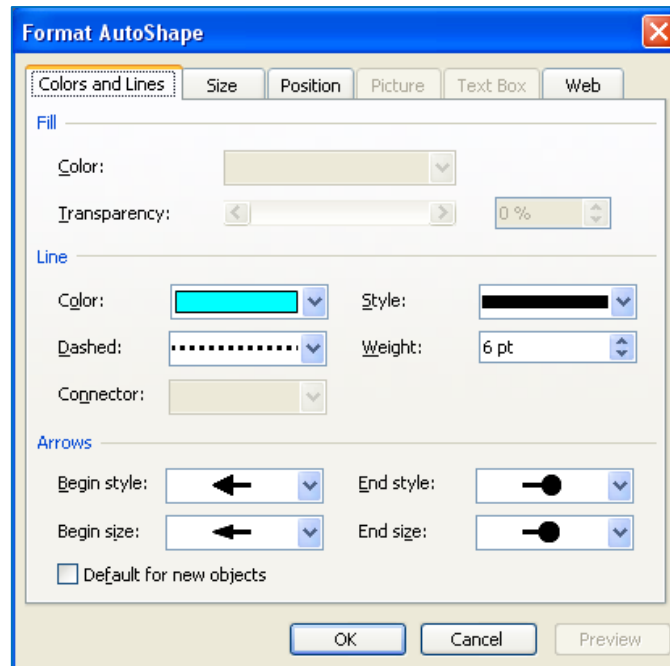 Format AutoShape
Colors and Lines Size Position Picture Text Box Web
Fill
Color:
Transparency: 0 %
Line
Color: Style:
Dashed: Weight: 6 pt
Connector:
Arrows
Begin style: End style:
Begin size: End size:
Default for new objects
OK Cancel Preview